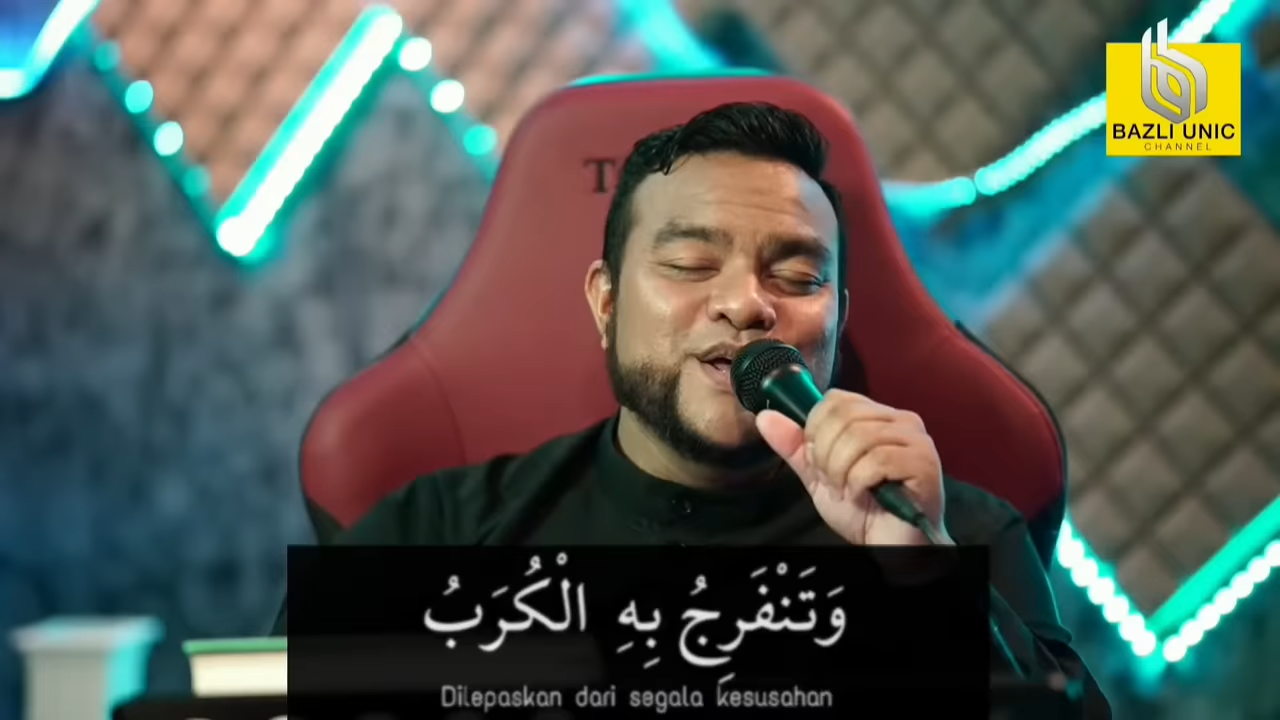 BAZLI UNIC
CHANNEL
وَتَنْفَرِجُ بِهِ الْكُرَبُ
Dilepaskan dari segala kesusahan